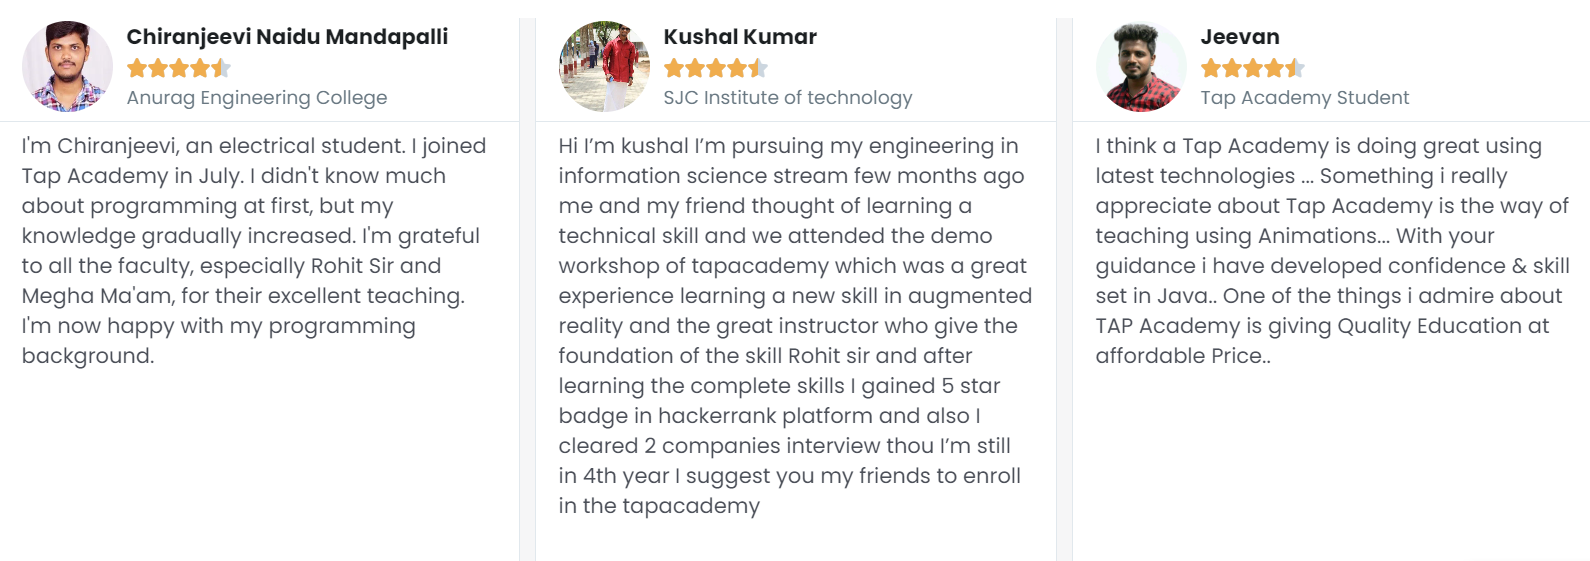 Chiranjeevi Naidu Mandapalli
Anurag Engineering College
I'm Chiranjeevi, an electrical student. I joined
Tap Academy in July. I didn't know much
about programming at first, but my
knowledge gradually increased. I'm grateful
to all the faculty, especially Rohit Sir and
Megha Ma'am, for their excellent teaching.
I'm now happy with my programming
background.
Kushal Kumar
SJC Institute of technology
Hi I’m kushal I’m pursuing my engineering in
information science stream few months ago
me and my friend thought of learning a
technical skill and we attended the demo
workshop of tapacademy which was a great
experience learning a new skill in augmented
reality and the great instructor who give the
foundation of the skill Rohit sir and after
learning the complete skills I gained 5 star
badge in hackerrank platform and also I
cleared 2 companies interview thou I’m still
in 4th year I suggest you my friends to enroll
in the tapacademy
Jeevan
Tap Academy Student
I think a Tap Academy is doing great using
latest technologies ... Something i really
appreciate about Tap Academy is the way of
teaching using Animations... With your
guidance i have developed confidence & skill
set in Java.. One of the things i admire about
TAP Academy is giving Quality Education at
affordable Price..